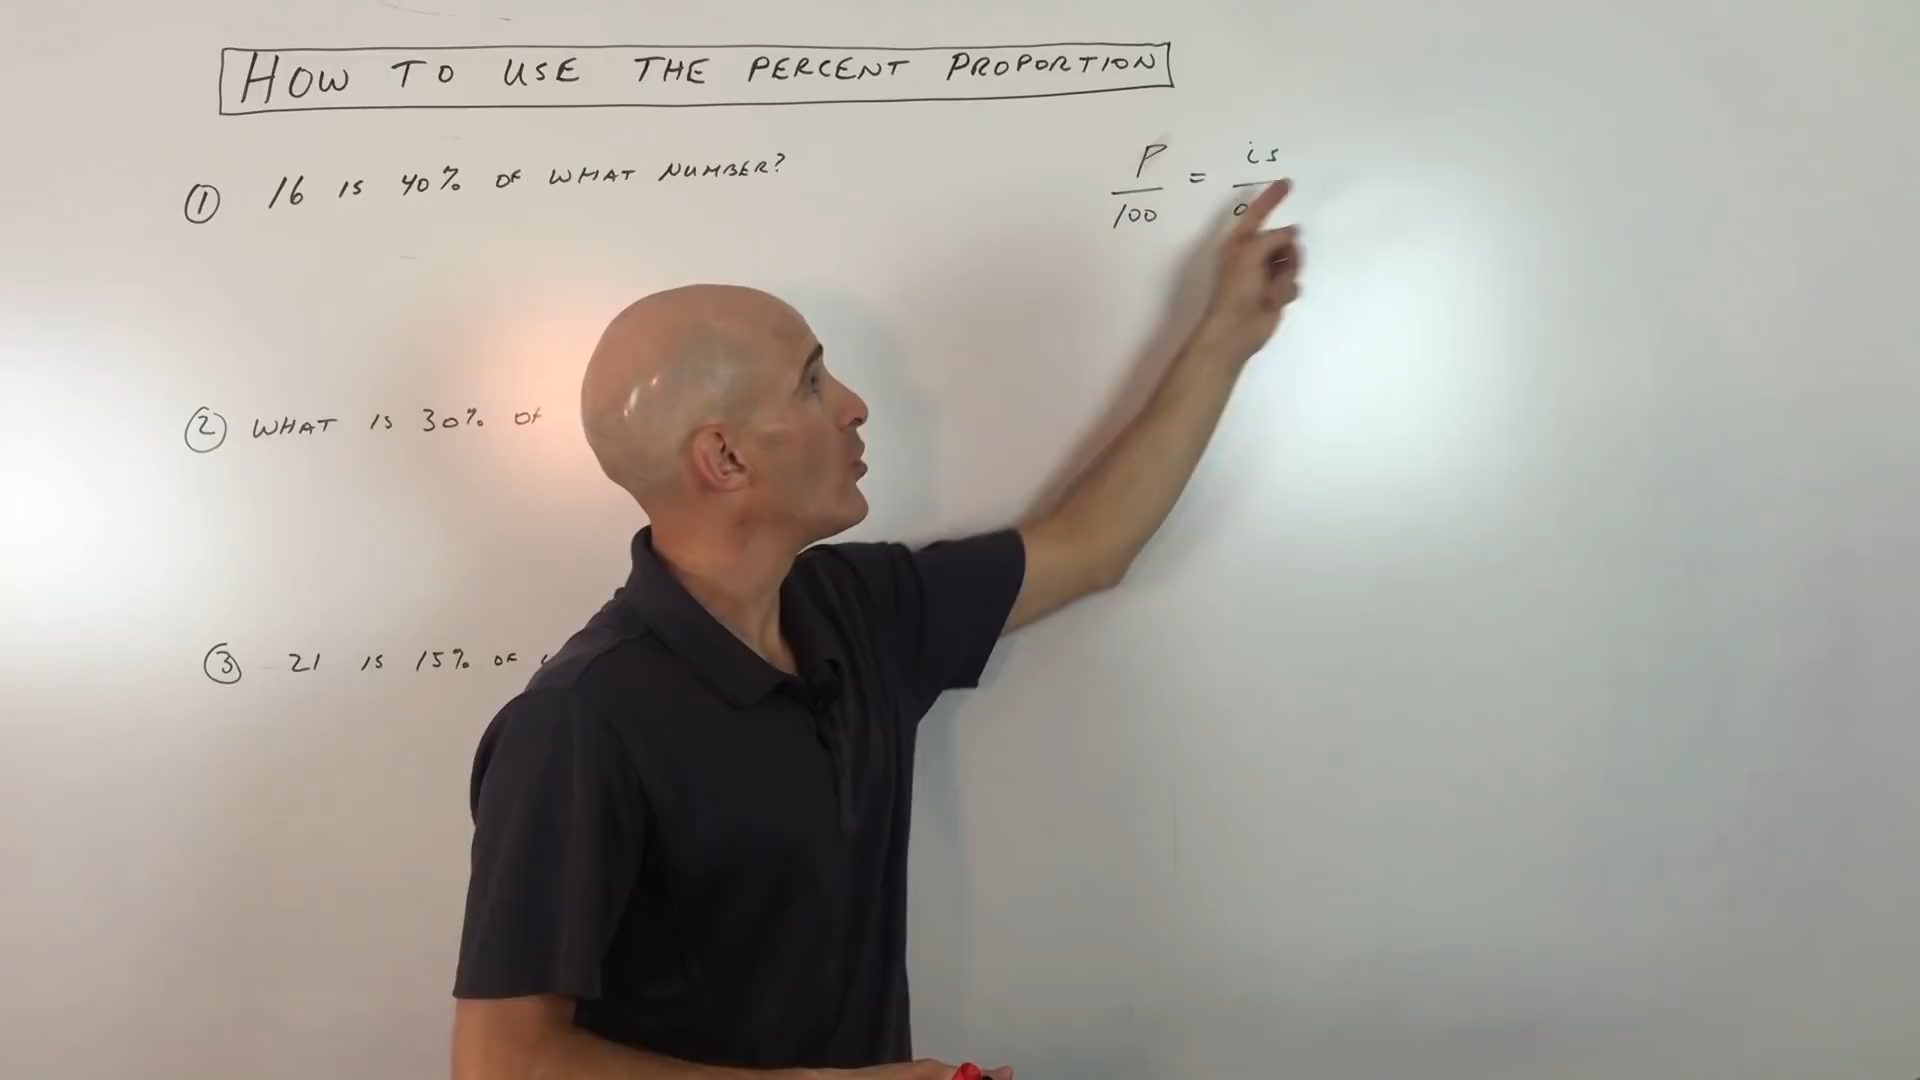 HOW TO USE THE PERCENT PROPORTION
① 16 IS 40% OF WHAT NUMBER?
P/100 = is
② WHAT IS 30% OF
③ 21 IS 15% OF